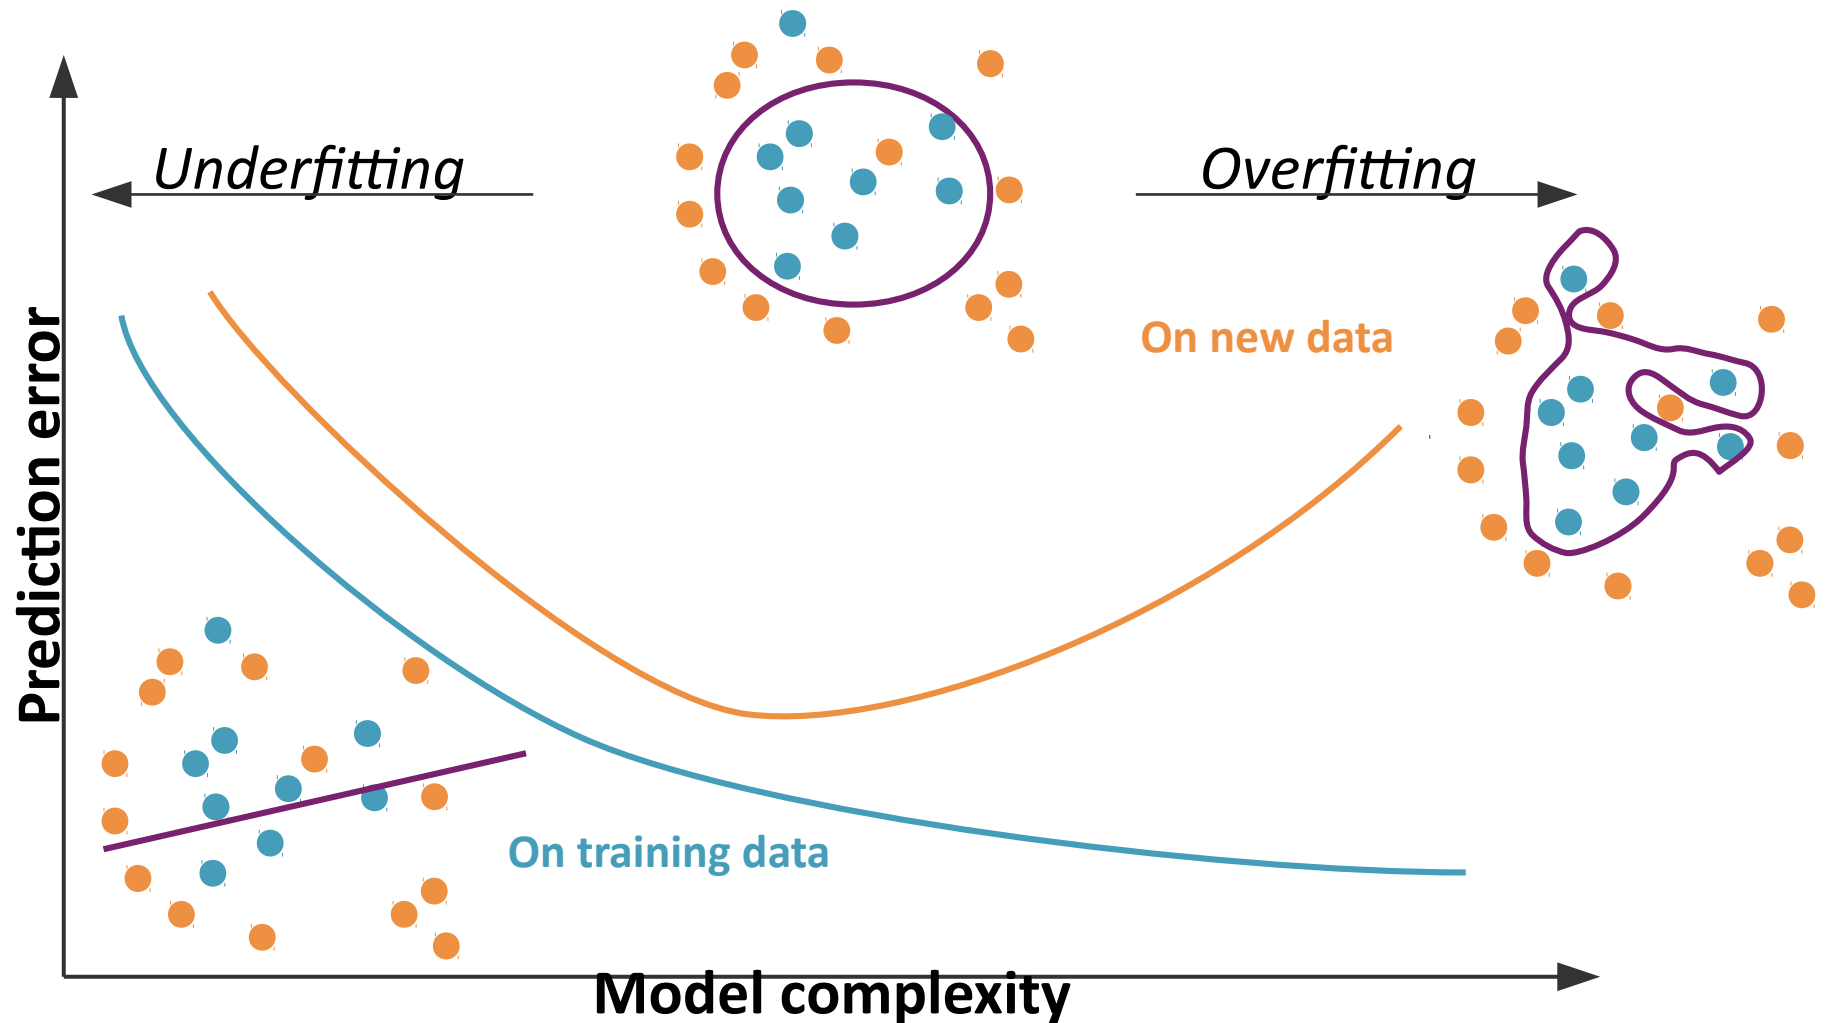 Underfitting
Overfitting
On new data
Prediction error
On training data
Model complexity